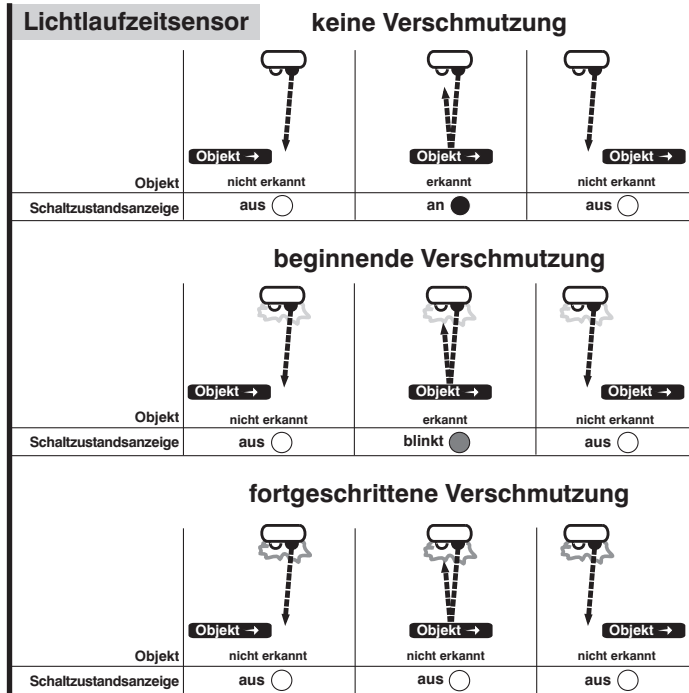 Lichtlaufzeitsensor keine Verschmutzung
Objekt → Objekt → Objekt →
Objekt nicht erkannt erkannt nicht erkannt
Schaltzustandsanzeige aus an aus
beginnende Verschmutzung
Objekt → Objekt → Objekt →
Objekt nicht erkannt erkannt nicht erkannt
Schaltzustandsanzeige aus blinkt aus
fortgeschrittene Verschmutzung
Objekt → Objekt → Objekt →
Objekt nicht erkannt nicht erkannt nicht erkannt
Schaltzustandsanzeige aus aus aus